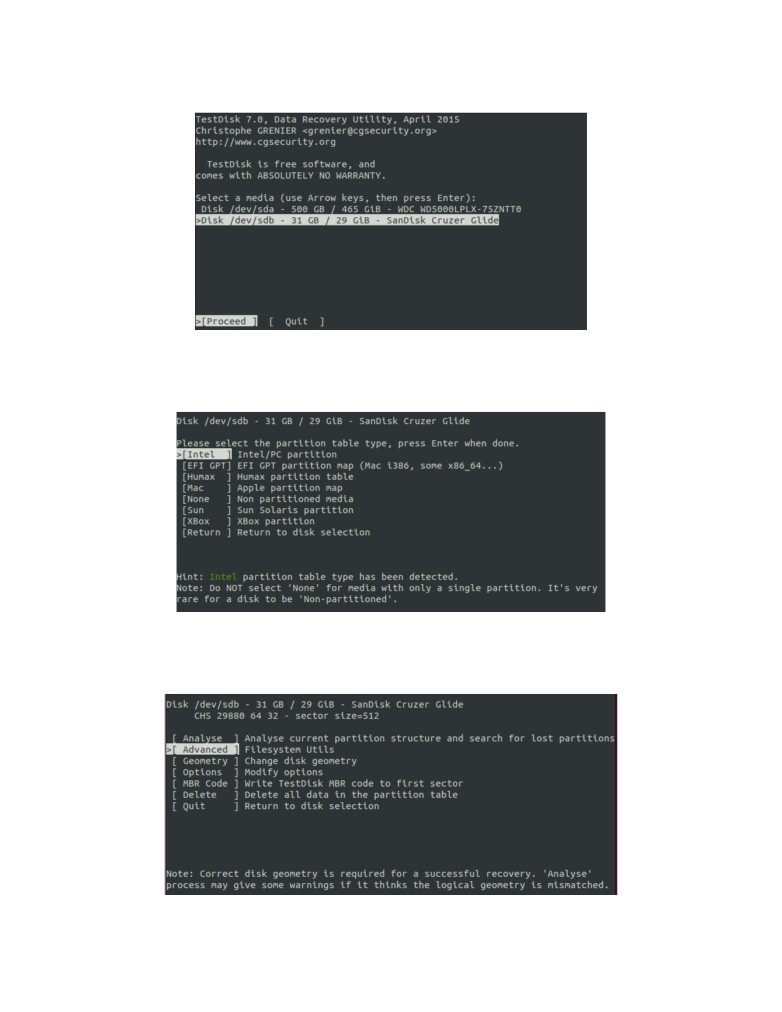 TestDisk 7.0, Data Recovery Utility, April 2015
Christophe GRENIER <grenier@cgsecurity.org>
http://www.cgsecurity.org
TestDisk is free software, and
comes with ABSOLUTELY NO WARRANTY.
Select a media (use Arrow keys, then press Enter):
Disk /dev/sda - 500 GB / 465 GiB - WDC WD5000LPLX-75ZNTT0
>Disk /dev/sdb - 31 GB / 29 GiB - SanDisk Cruzer Glide
>[Proceed ]  [  Quit  ]
Disk /dev/sdb - 31 GB / 29 GiB - SanDisk Cruzer Glide
Please select the partition table type, press Enter when done.
>[Intel  ] Intel/PC partition
[EFI GPT] EFI GPT partition map (Mac i386, some x86_64...)
[Humax  ] Humax partition table
[Mac    ] Apple partition map
[None   ] Non partitioned media
[Sun    ] Sun Solaris partition
[XBox   ] XBox partition
[Return ] Return to disk selection
Hint: Intel partition table type has been detected.
Note: Do NOT select 'None' for media with only a single partition. It's very
rare for a disk to be 'Non-partitioned'.
Disk /dev/sdb - 31 GB / 29 GiB - SanDisk Cruzer Glide
CHS 29880 64 32 - sector size=512
[ Analyse  ] Analyse current partition structure and search for lost partitions
>[ Advanced ] Filesystem Utils
[ Geometry ] Change disk geometry
[ Options  ] Modify options
[ MBR Code ] Write TestDisk MBR code to first sector
[ Delete   ] Delete all data in the partition table
[ Quit     ] Return to disk selection
Note: Correct disk geometry is required for a successful recovery. 'Analyse'
process may give some warnings if it thinks the logical geometry is mismatched.